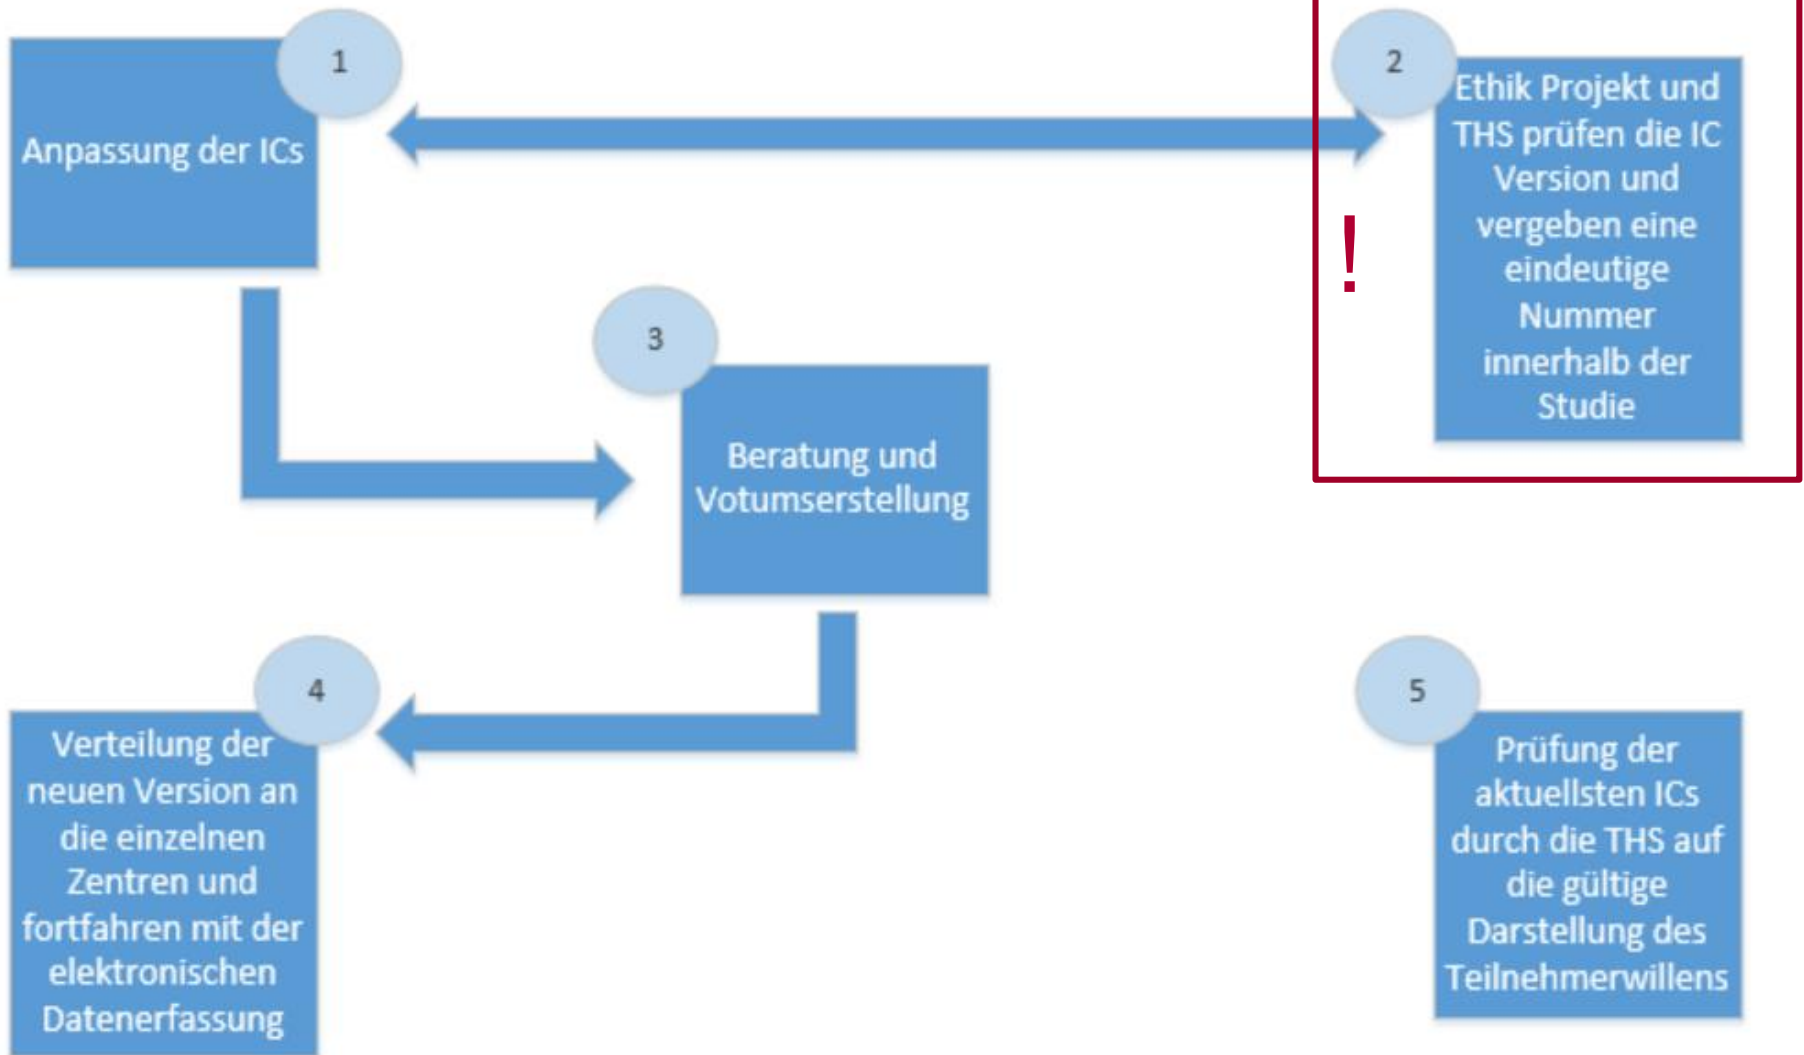 1
Anpassung der ICs
2
Ethik Projekt und
THS prüfen die IC
Version und
vergeben eine
eindeutige
Nummer
innerhalb der
Studie
!
3
Beratung und
Votumserstellung
4
Verteilung der
neuen Version an
die einzelnen
Zentren und
fortfahren mit der
elektronischen
Datenerfassung
5
Prüfung der
aktuellsten ICs
durch die THS auf
die gültige
Darstellung des
Teilnehmerwillens